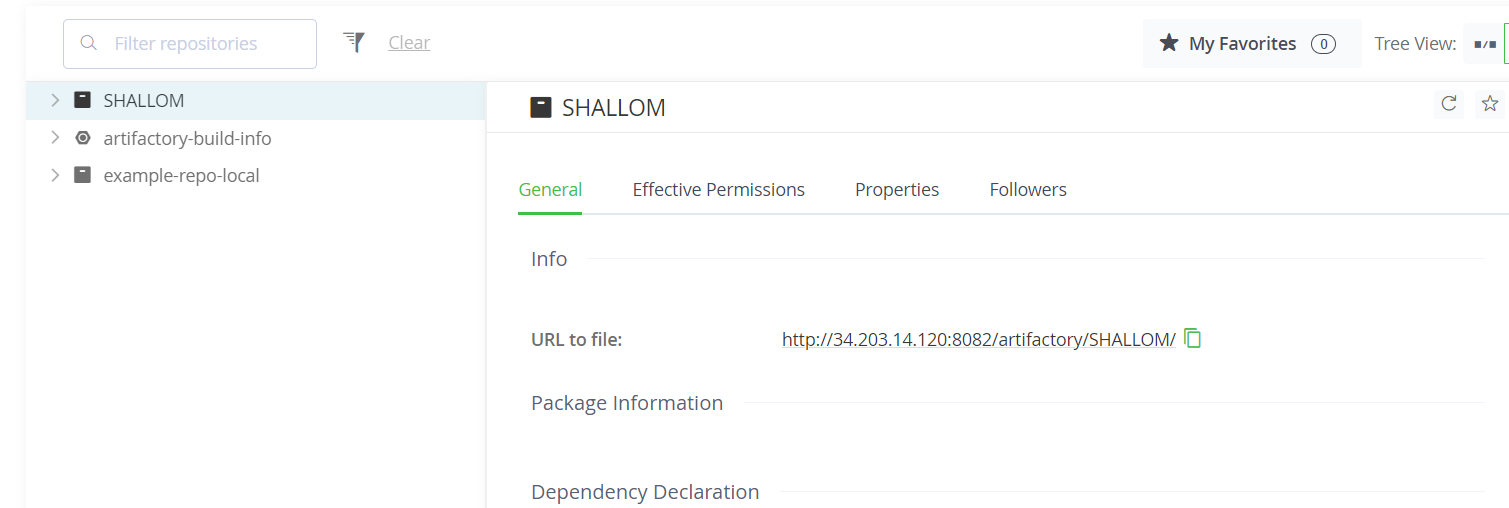 Filter repositories Clear My Favorites 0 Tree View:
SHALLOM
artifactory-build-info
example-repo-local
SHALLOM
General Effective Permissions Properties Followers
Info
URL to file: http://34.203.14.120:8082/artifactory/SHALLOM/
Package Information
Dependency Declaration